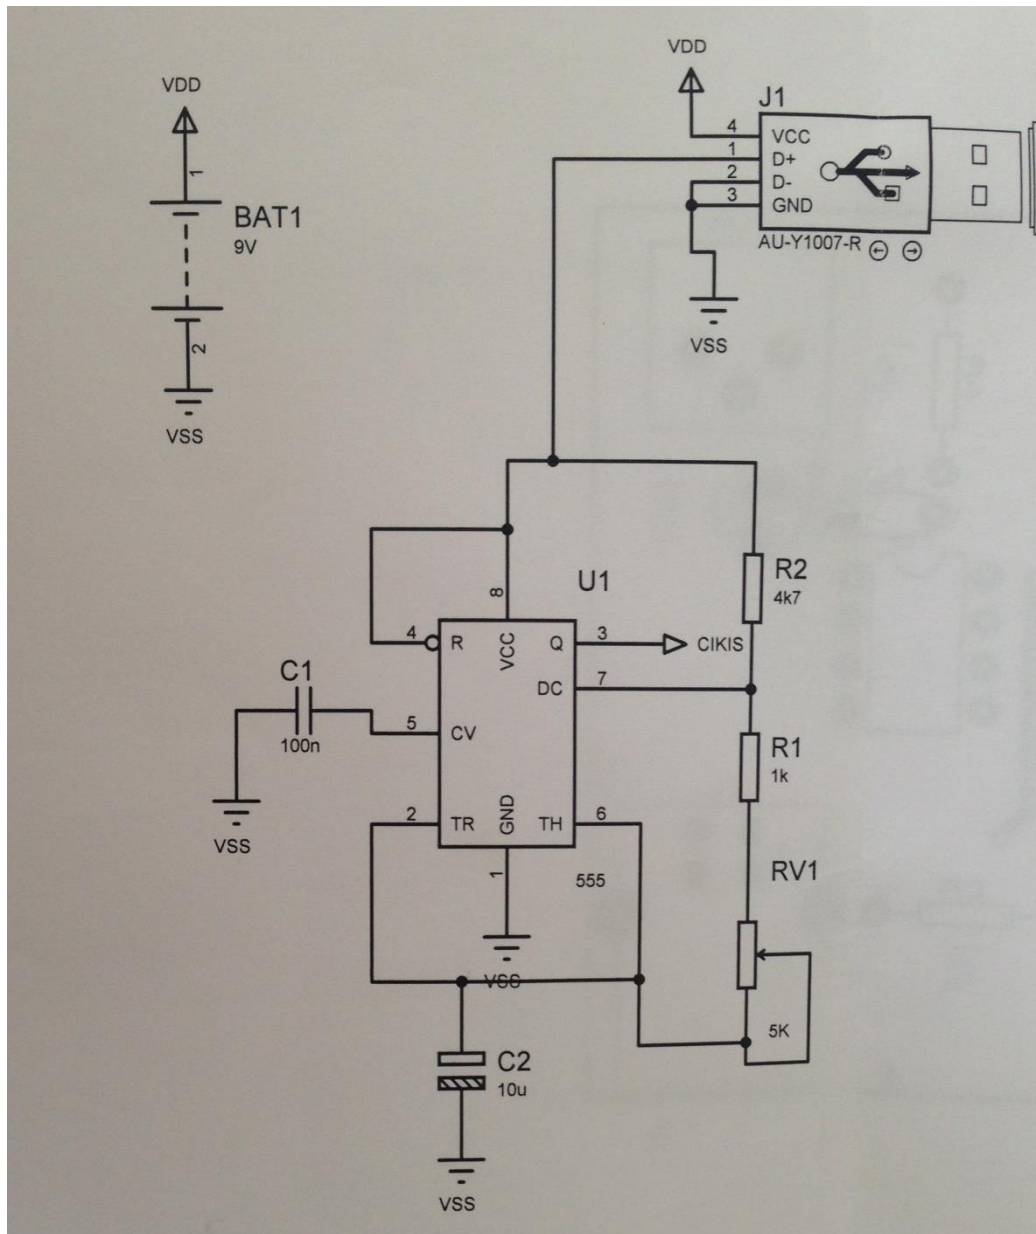 VDD
1
BAT1
9V
2
VSS
VDD
J1
4
VCC
1
D+
2
D-
3
GND
AU-Y1007-R
VSS
U1
8
R2
4k7
4
R
VCC
Q
3
CIKIS
DC
7
C1
100n
5
CV
R1
1k
VSS
2
TR
GND
TH
6
1
555
RV1
VSS
5K
C2
10u
VSS